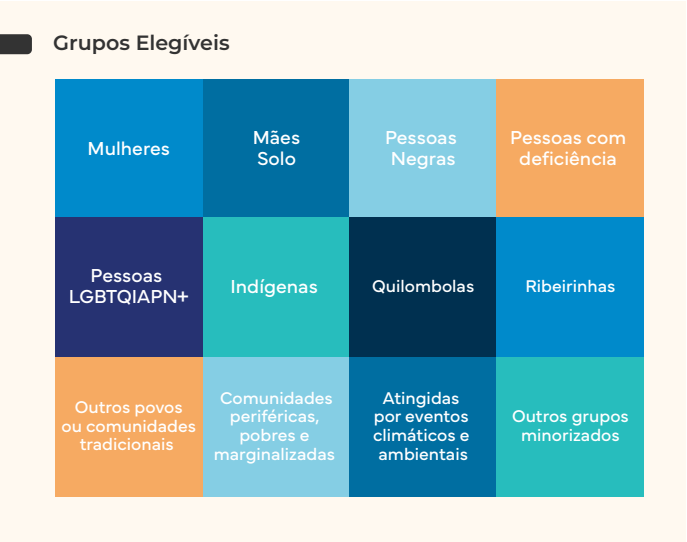 Grupos Elegíveis
Mulheres
Mães
Solo
Pessoas
Negras
Pessoas com
deficiência
Pessoas
LGBTQIAPN+
Indígenas
Quilombolas
Ribeirinhas
Outros povos
ou comunidades
tradicionais
Comunidades
periféricas,
pobres e
marginalizadas
Atingidas
por eventos
climáticos e
ambientais
Outros grupos
minorizados